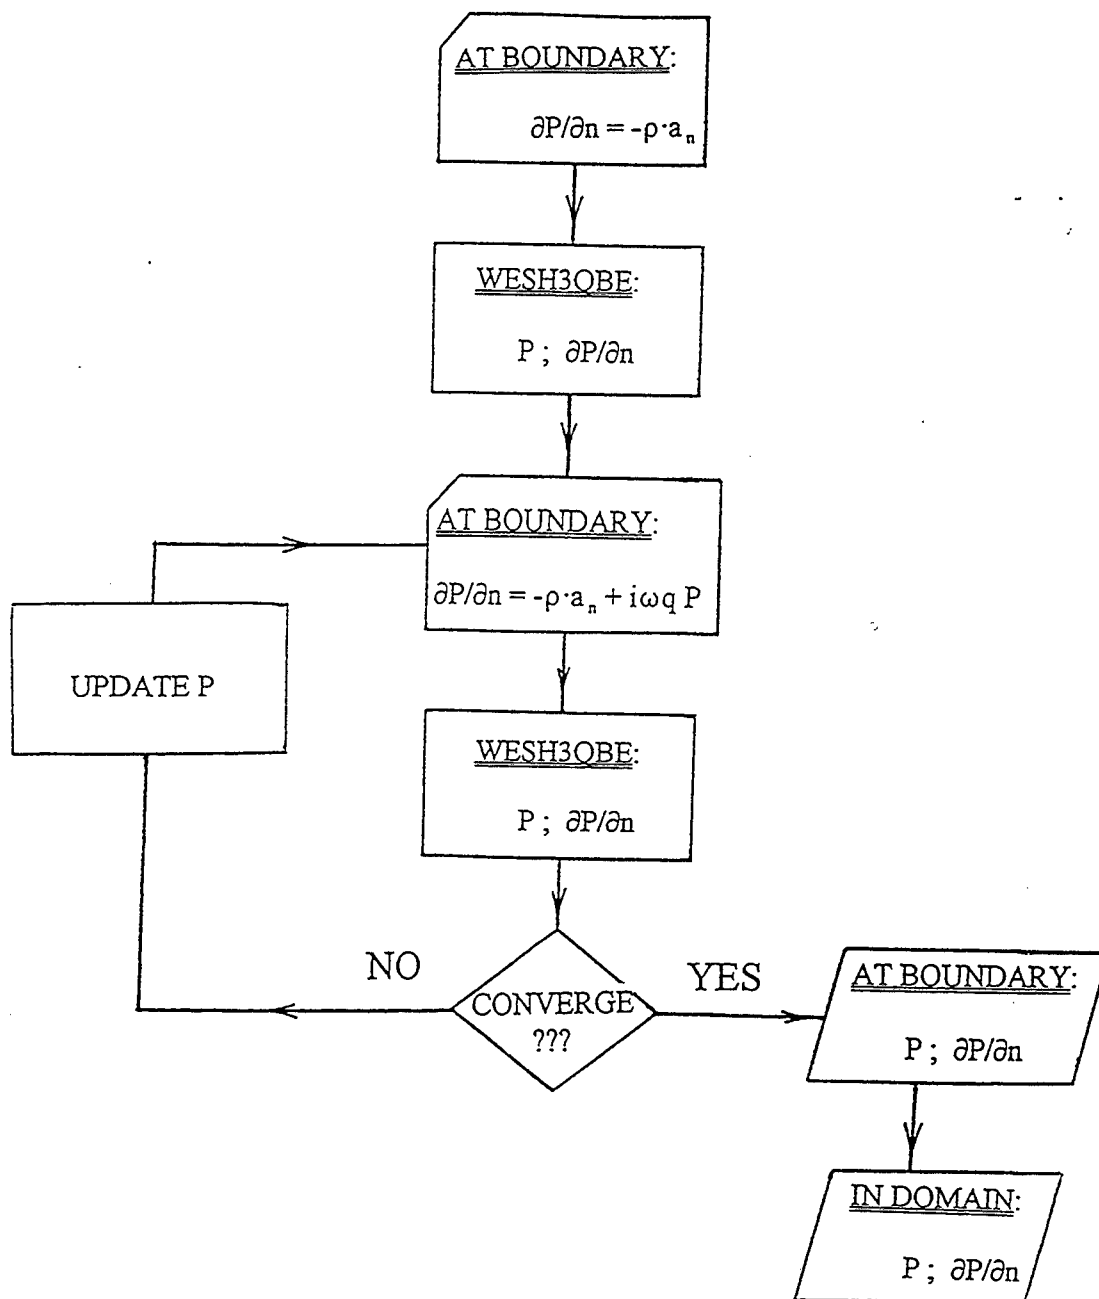 AT BOUNDARY:
∂P/∂n = -ρ·aₙ
WESH3QBE:
P ; ∂P/∂n
AT BOUNDARY:
∂P/∂n = -ρ·aₙ + iωq P
UPDATE P
WESH3QBE:
P ; ∂P/∂n
NO
CONVERGE
???
YES
AT BOUNDARY:
P ; ∂P/∂n
IN DOMAIN:
P ; ∂P/∂n